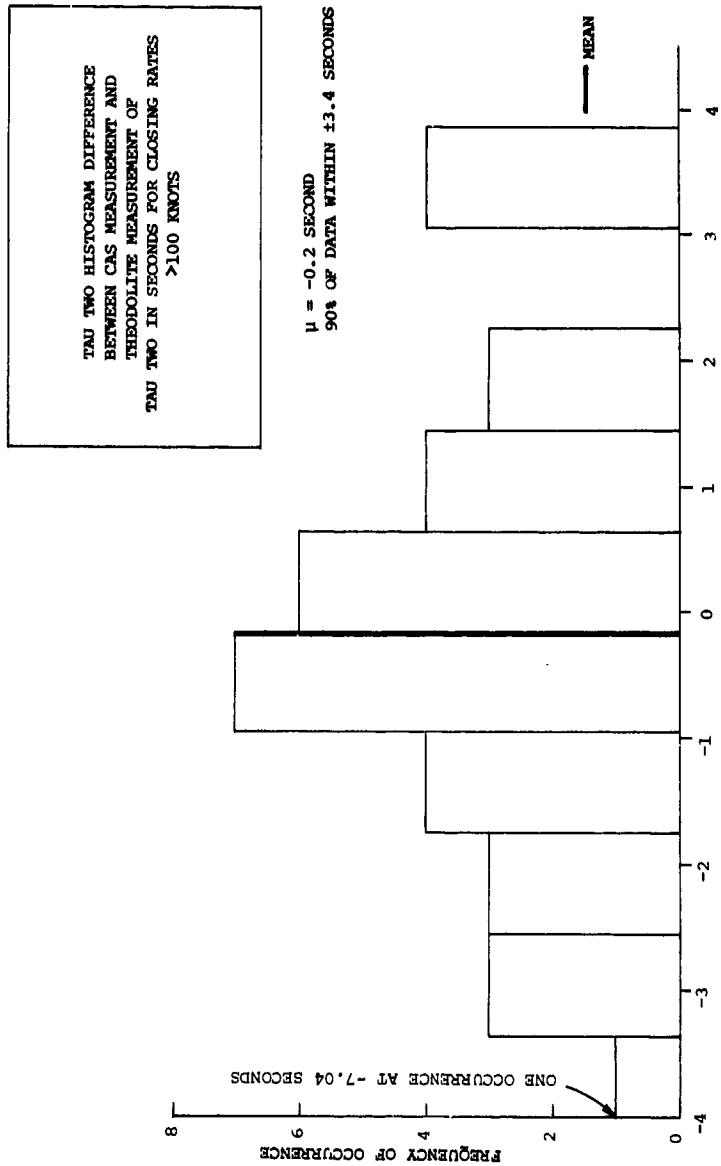 TAU TWO HISTOGRAM DIFFERENCE
BETWEEN CAS MEASUREMENT AND
THEODOLITE MEASUREMENT OF
TAU TWO IN SECONDS FOR CLOSING RATES
>100 KNOTS
µ = -0.2 SECOND
90% OF DATA WITHIN ±3.4 SECONDS
MEAN
ONE OCCURRENCE AT -7.04 SECONDS
FREQUENCY OF OCCURRENCE
8
6
4
2
0
-4
-3
-2
-1
0
1
2
3
4